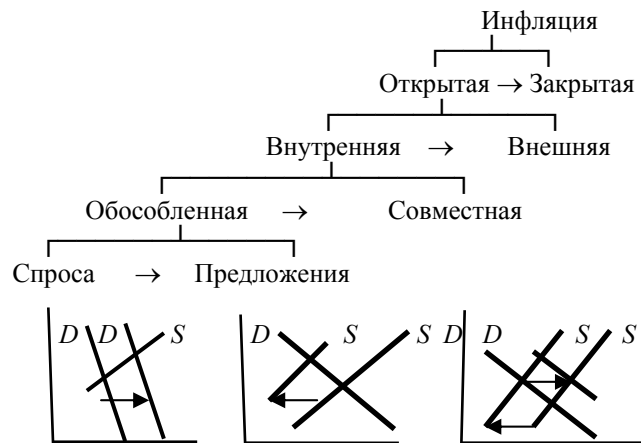 Инфляция
Открытая → Закрытая
Внутренняя → Внешняя
Обособленная → Совместная
Спроса → Предложения
D D S D S S D D S S